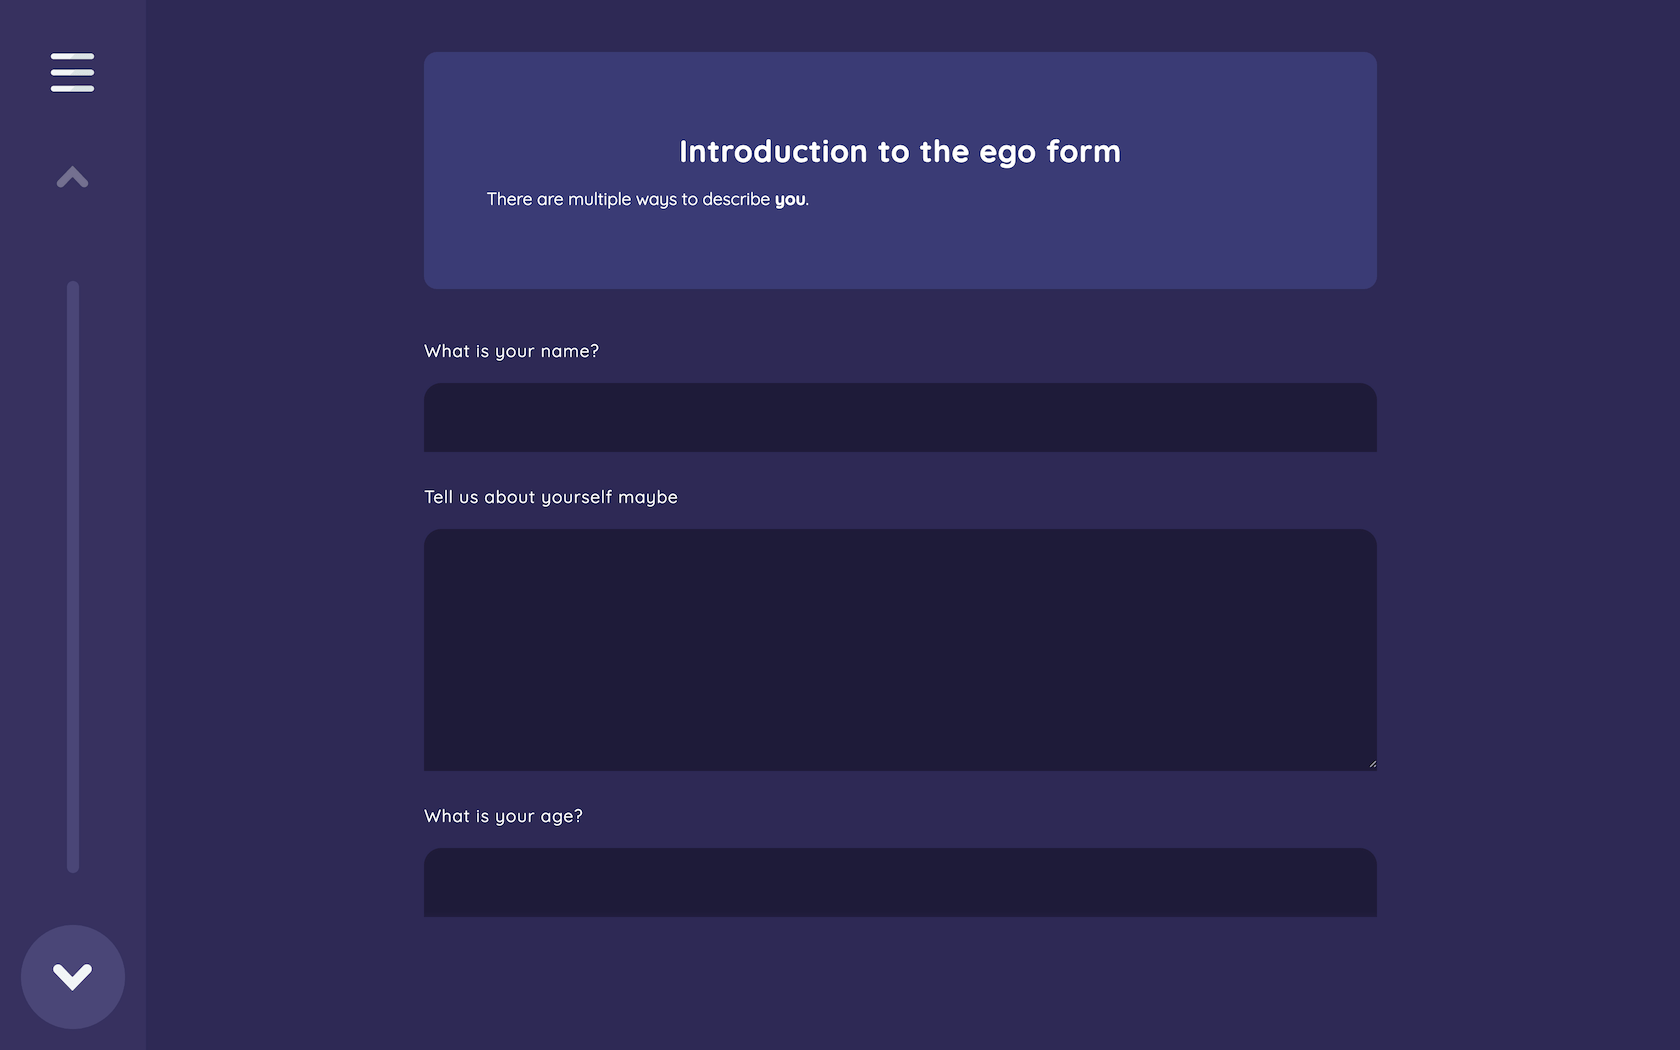 Introduction to the ego form
There are multiple ways to describe you.
What is your name?
Tell us about yourself maybe
What is your age?